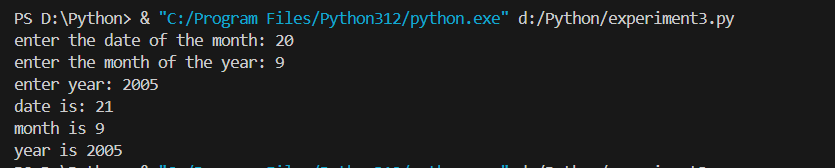 PS D:\Python> & "C:/Program Files/Python312/python.exe" d:/Python/experiment3.py
enter the date of the month: 20
enter the month of the year: 9
enter year: 2005
date is: 21
month is 9
year is 2005